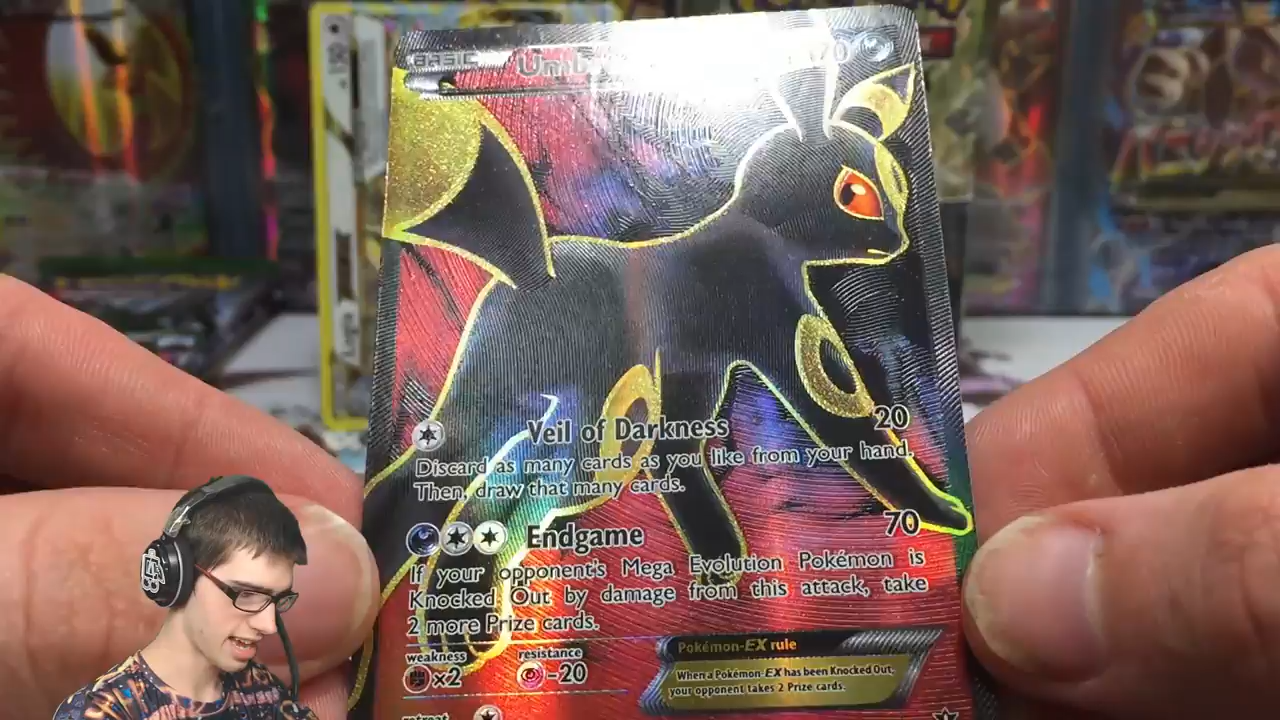 BASIC Umb 70
Veil of Darkness 20
Discard as many cards as you like from your hand.
Then, draw that many cards.
Endgame 70
If your opponent's Mega Evolution Pokémon is
Knocked Out by damage from this attack, take
2 more Prize cards.
weakness resistance
×2 -20
Pokémon-EX rule
When a Pokémon-EX has been Knocked Out,
your opponent takes 2 Prize cards.
retreat